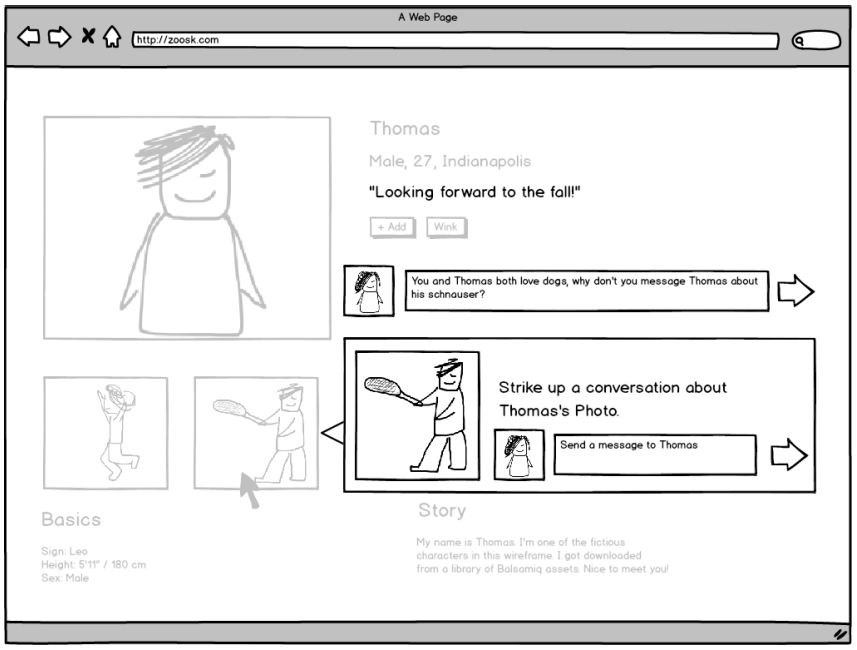 A Web Page
http://zoosk.com
Thomas
Male, 27, Indianapolis
"Looking forward to the fall!"
+ Add
Wink
You and Thomas both love dogs, why don't you message Thomas about
his schnauser?
Strike up a conversation about
Thomas's Photo.
Send a message to Thomas
Basics
Sign: Leo
Height: 5'11" / 180 cm
Sex: Male
Story
My name is Thomas. I'm one of the fictious
characters in this wireframe. I got downloaded
from a library of Balsamiq assets. Nice to meet you!